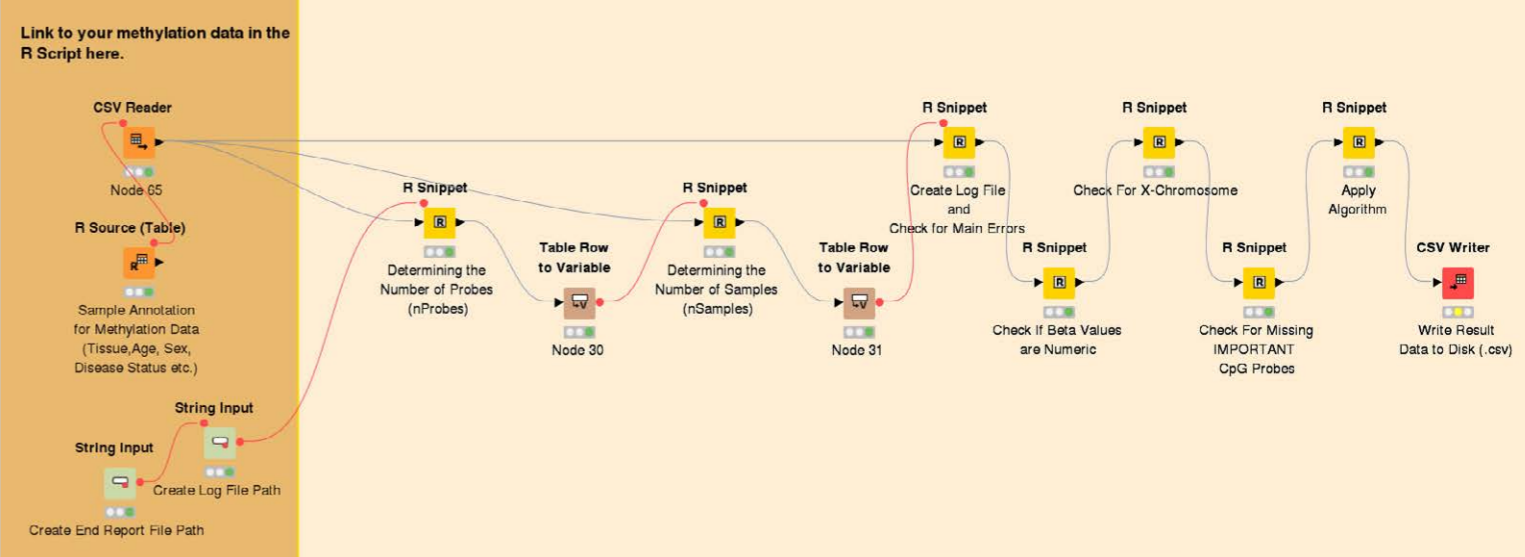 Link to your methylation data in the
R Script here.
CSV Reader
Node 65
R Source (Table)
R
Sample Annotation
for Methylation Data
(Tissue,Age, Sex,
Disease Status etc.)
String Input
Create Log File Path
String Input
Create End Report File Path
R Snippet
R
Determining the
Number of Probes
(nProbes)
Table Row
to Variable
V
Node 30
R Snippet
R
Determining the
Number of Samples
(nSamples)
Table Row
to Variable
V
Node 31
R Snippet
R
Create Log File
and
Check for Main Errors
R Snippet
R
Check If Beta Values
are Numeric
R Snippet
R
Check For X-Chromosome
R Snippet
R
Check For Missing
IMPORTANT
CpG Probes
R Snippet
R
Apply
Algorithm
CSV Writer
Write Result
Data to Disk (.csv)